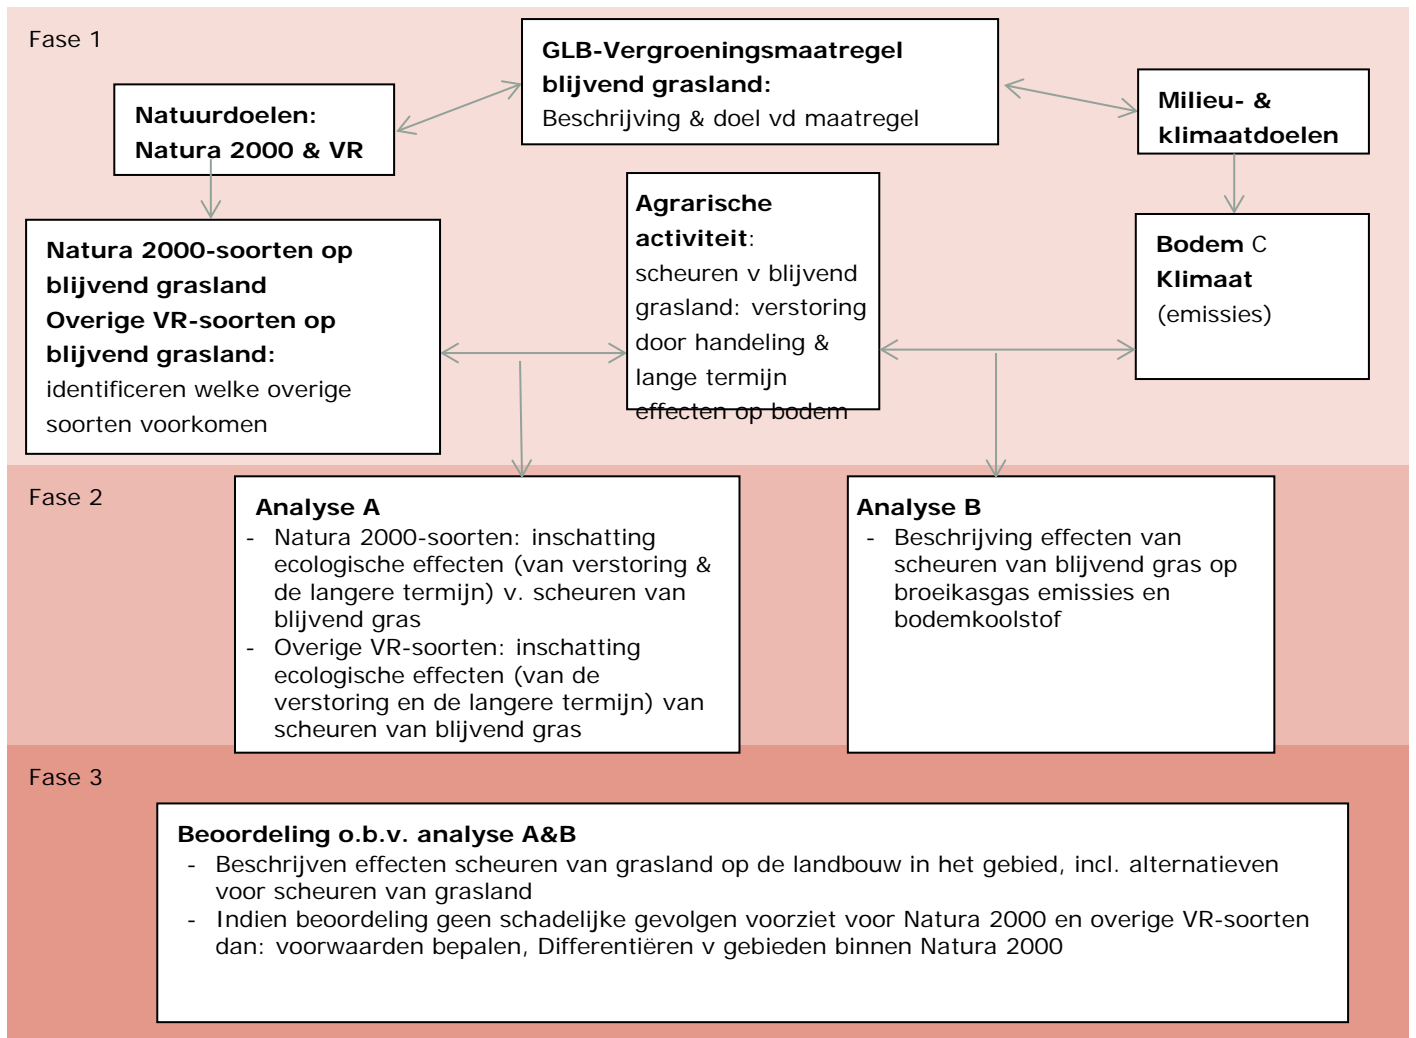 Fase 1
GLB-Vergroeningsmaatregel
blijvend grasland:
Beschrijving & doel vd maatregel
Natuurdoelen:
Natura 2000 & VR
Milieu- &
klimaatdoelen
Natura 2000-soorten op
blijvend grasland
Overige VR-soorten op
blijvend grasland:
identificeren welke overige
soorten voorkomen
Agrarische
activiteit:
scheuren v blijvend
grasland: verstoring
door handeling &
lange termijn
effecten op bodem
Bodem C
Klimaat
(emissies)
Fase 2
Analyse A
- Natura 2000-soorten: inschatting
ecologische effecten (van verstoring &
de langere termijn) v. scheuren van
blijvend gras
- Overige VR-soorten: inschatting
ecologische effecten (van de
verstoring en de langere termijn) van
scheuren van blijvend gras
Analyse B
- Beschrijving effecten van
scheuren van blijvend gras op
broeikasgas emissies en
bodemkoolstof
Fase 3
Beoordeling o.b.v. analyse A&B
- Beschrijven effecten scheuren van grasland op de landbouw in het gebied, incl. alternatieven
voor scheuren van grasland
- Indien beoordeling geen schadelijke gevolgen voorziet voor Natura 2000 en overige VR-soorten
dan: voorwaarden bepalen, Differentiëren v gebieden binnen Natura 2000